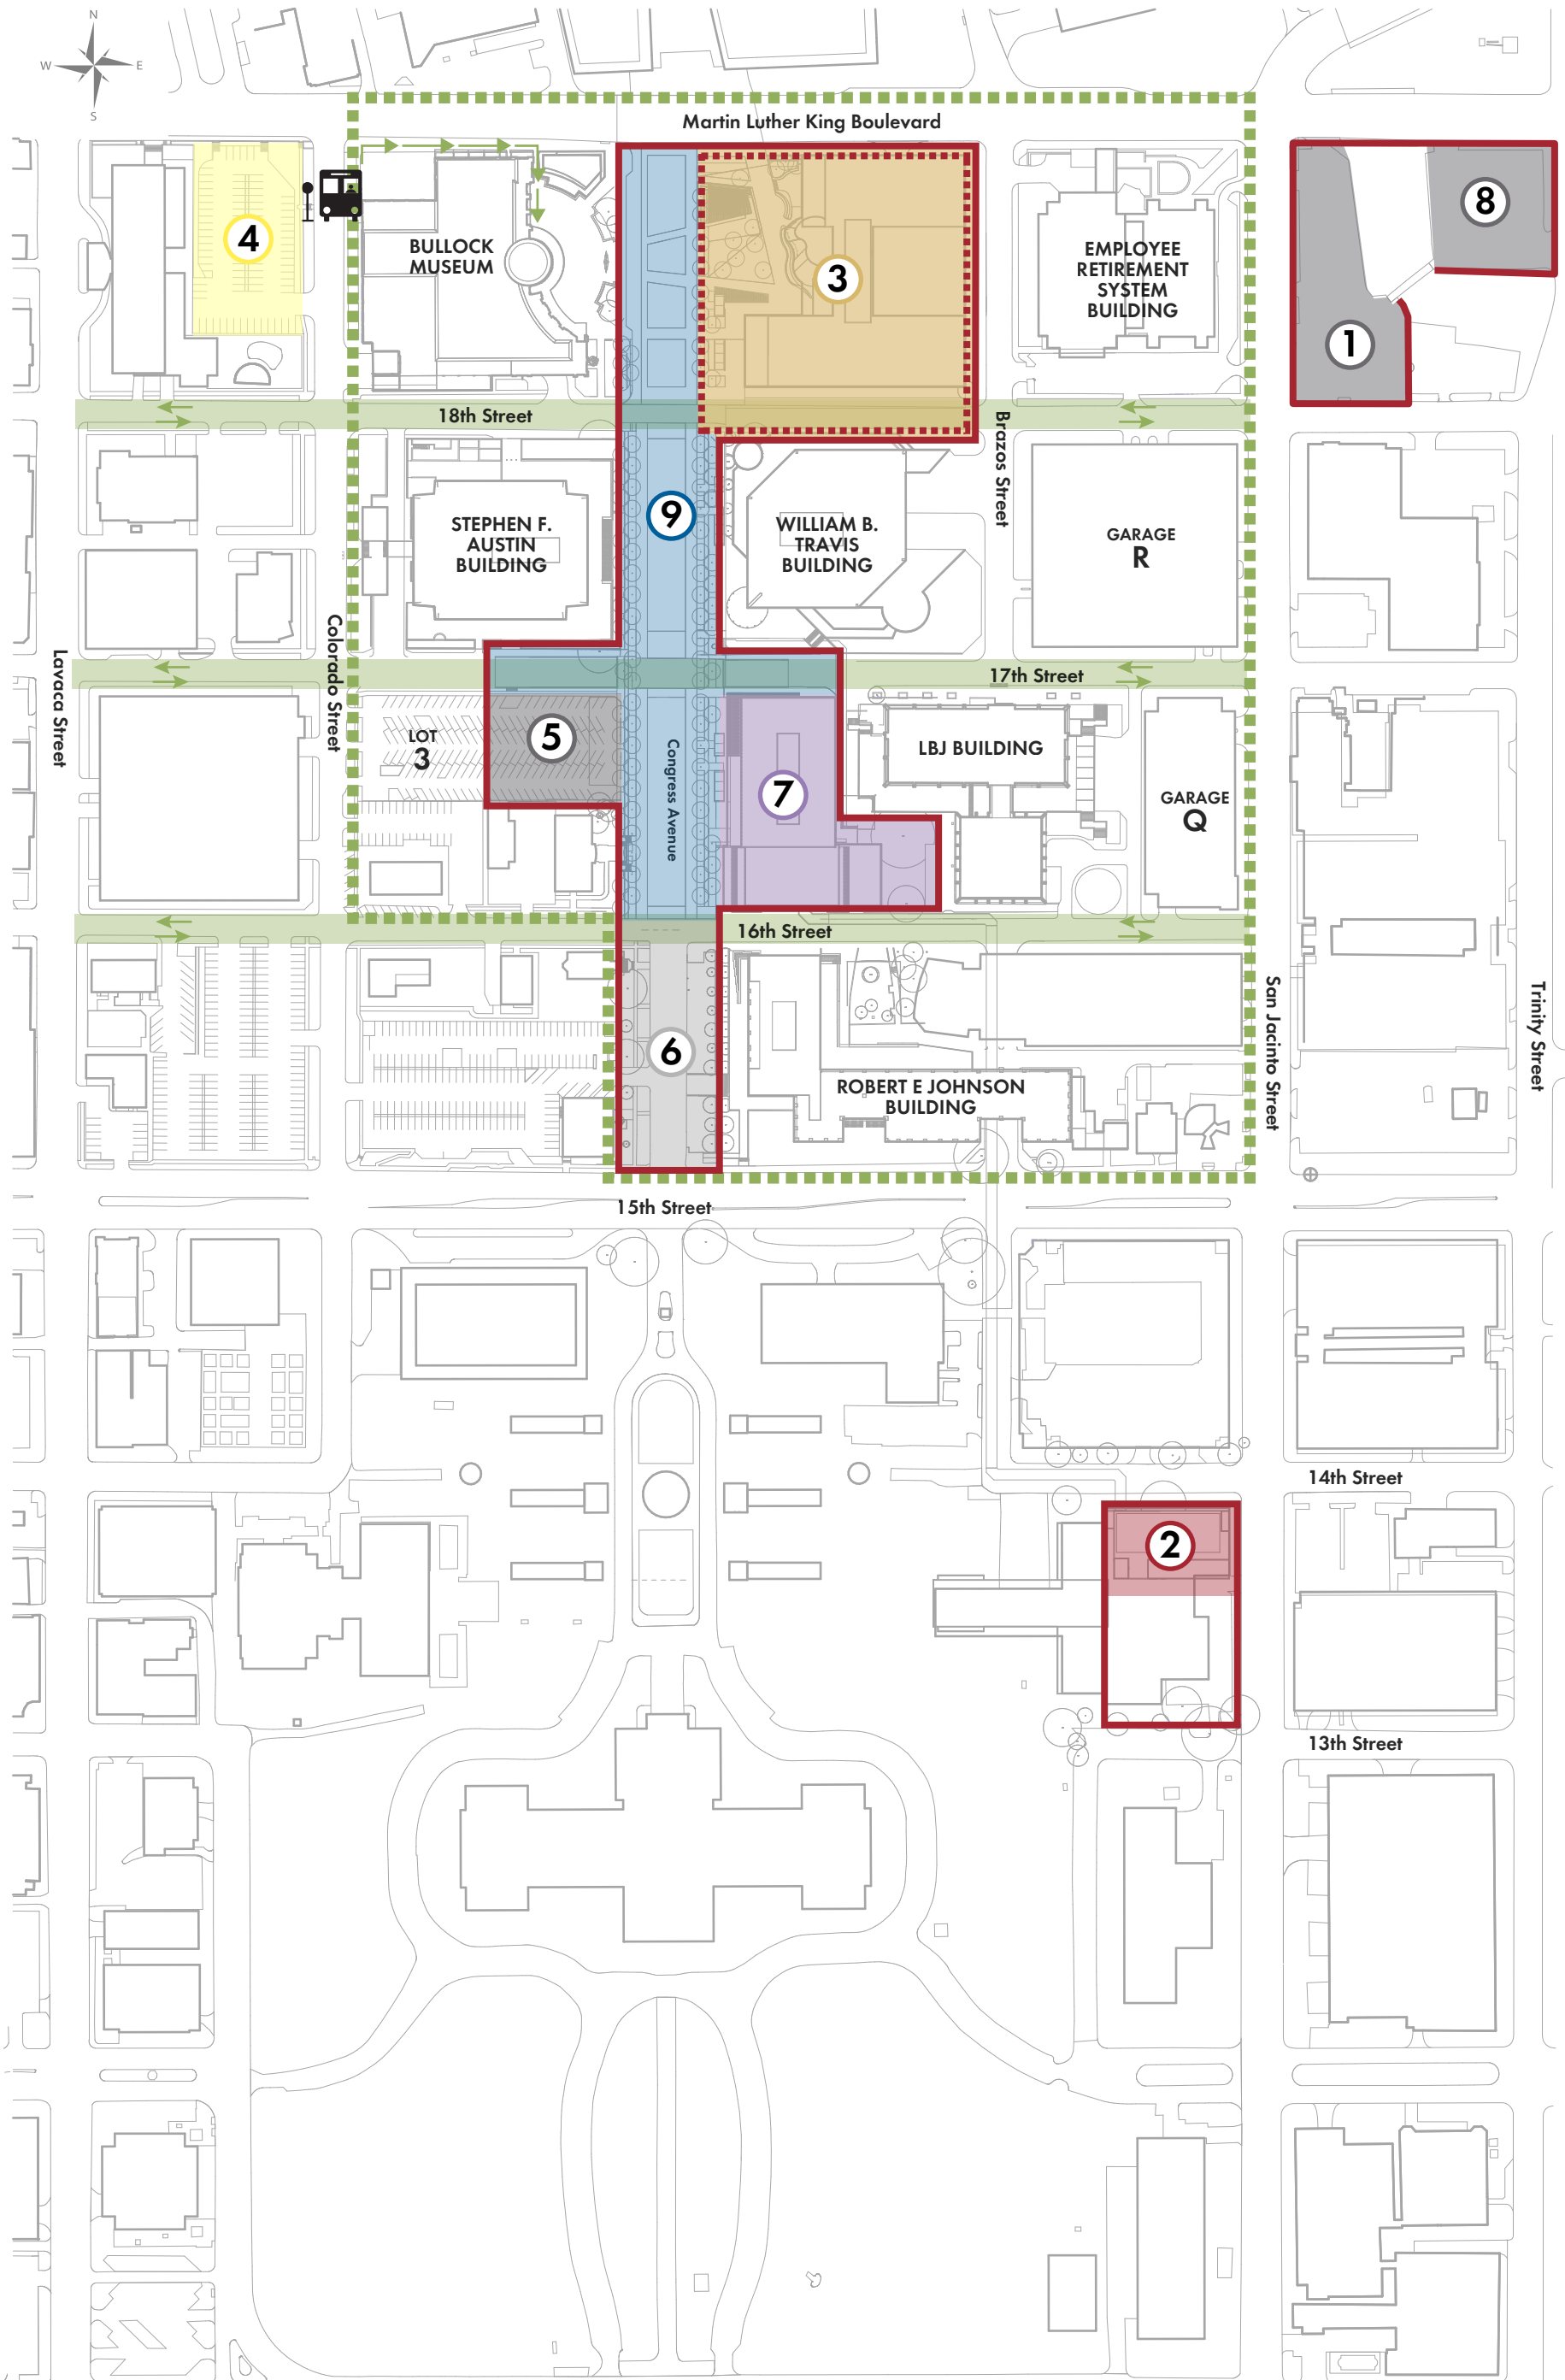 N
W
E
S
Martin Luther King Boulevard
4
BULLOCK
MUSEUM
3
EMPLOYEE
RETIREMENT
SYSTEM
BUILDING
8
1
18th Street
Brazos Street
STEPHEN F.
AUSTIN
BUILDING
9
WILLIAM B.
TRAVIS
BUILDING
GARAGE
R
Lavaca Street
Colorado Street
17th Street
LOT
3
5
Congress Avenue
7
LBJ BUILDING
GARAGE
Q
16th Street
San Jacinto Street
Trinity Street
6
ROBERT E JOHNSON
BUILDING
15th Street
14th Street
2
13th Street